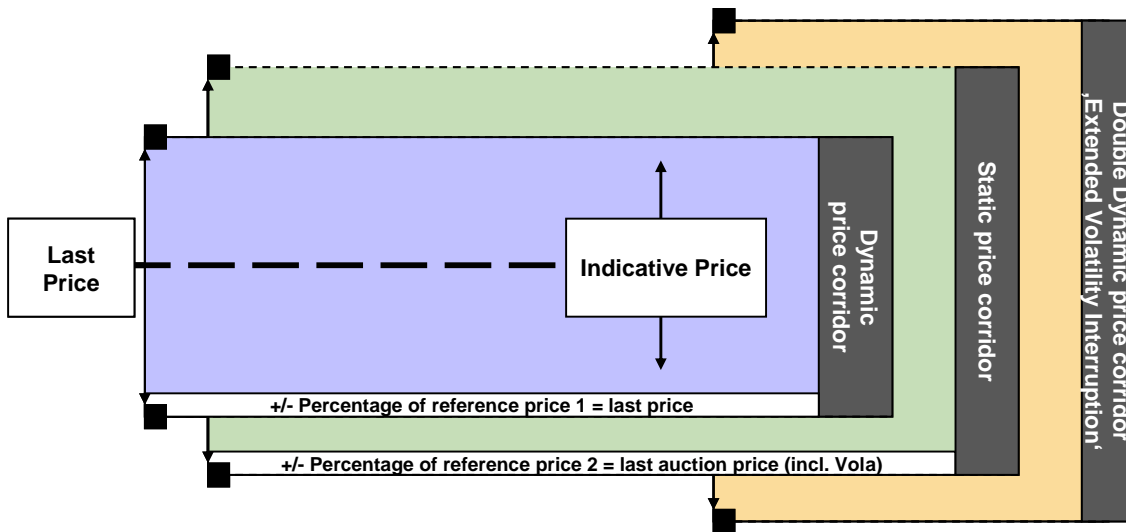 Last
Price
Indicative Price
Dynamic
price corridor
Static price corridor
Double Dynamic price corridor
‚Extended Volatility Interruption‘
+/- Percentage of reference price 1 = last price
+/- Percentage of reference price 2 = last auction price (incl. Vola)